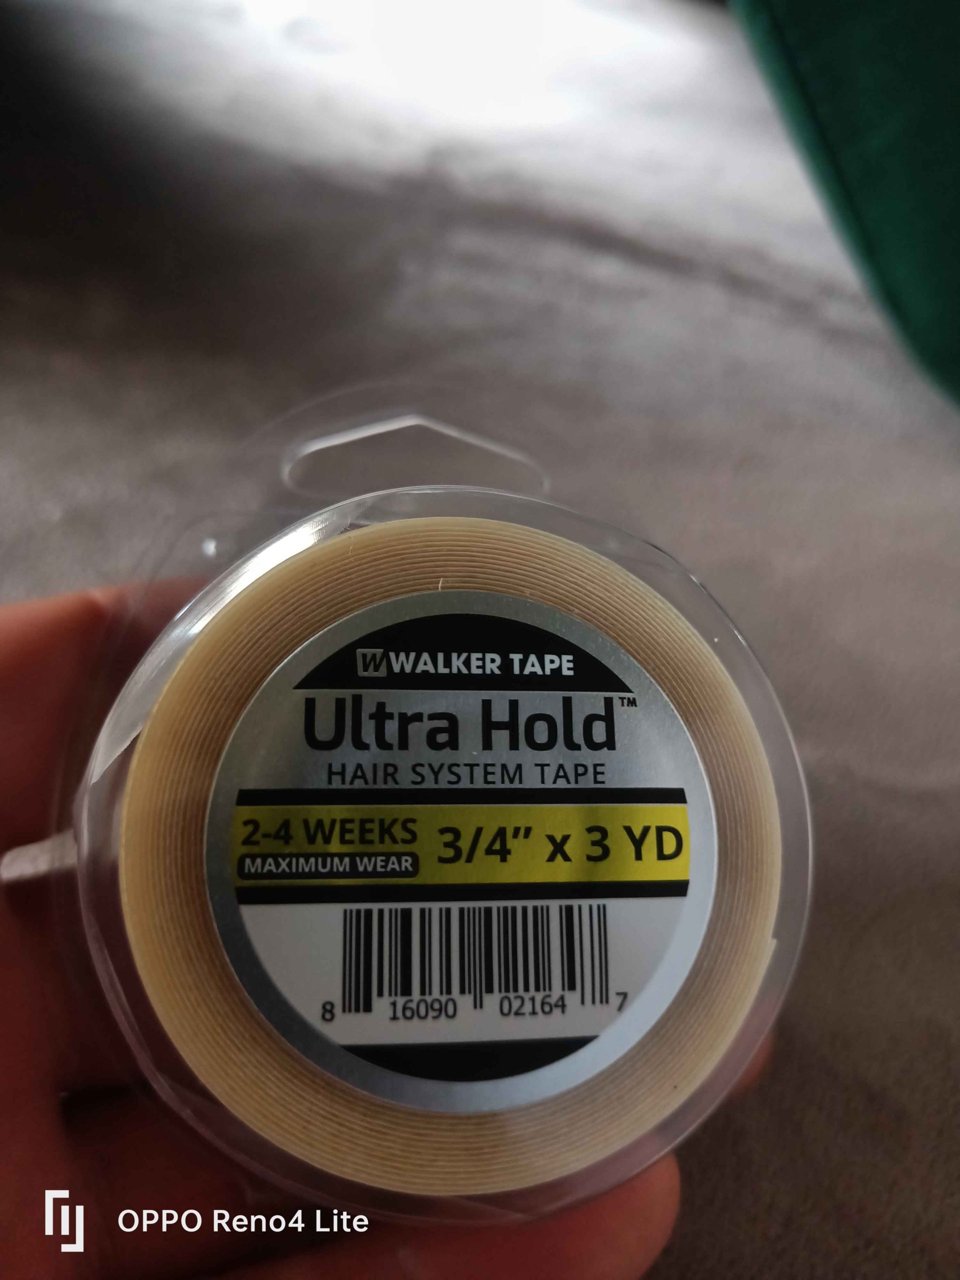 W WALKER TAPE
Ultra Hold™
HAIR SYSTEM TAPE
2-4 WEEKS
MAXIMUM WEAR
3/4” x 3 YD
8 16090 02164 7
OPPO Reno4 Lite